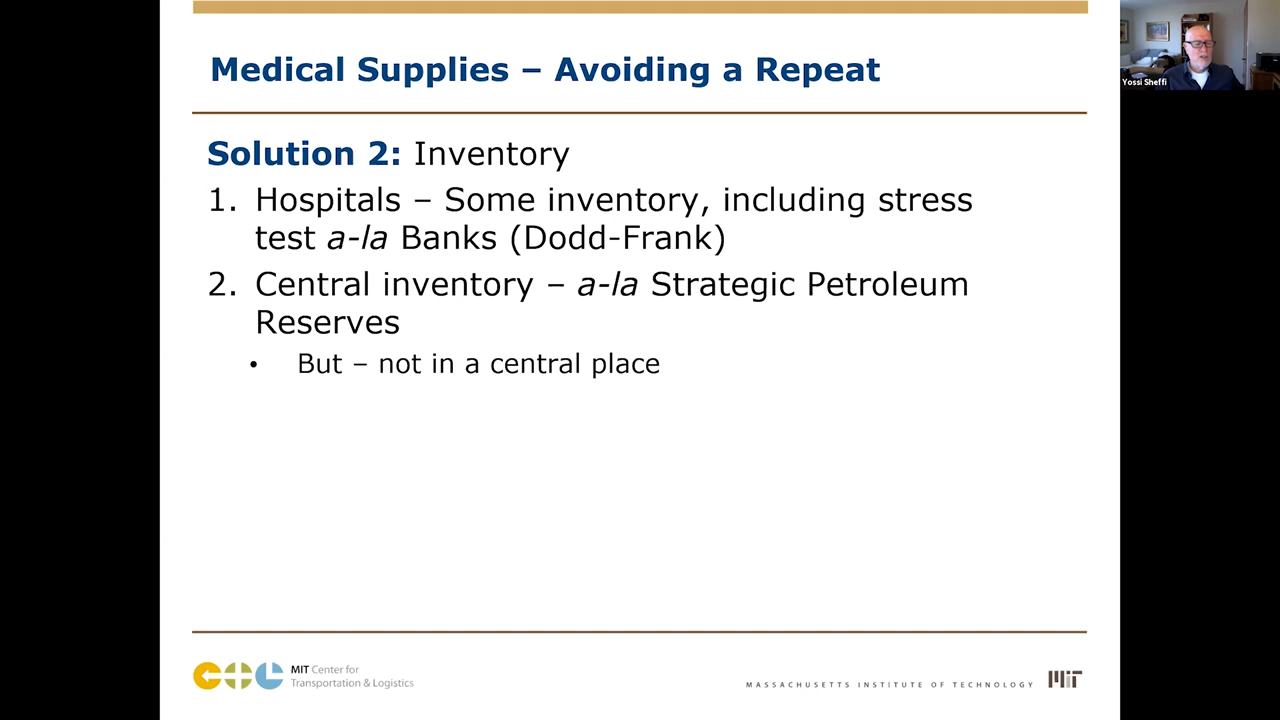 Medical Supplies – Avoiding a Repeat
Yossi Sheffi
Solution 2: Inventory
1. Hospitals – Some inventory, including stress
test a-la Banks (Dodd-Frank)
2. Central inventory – a-la Strategic Petroleum
Reserves
• But – not in a central place
MIT Center for
Transportation & Logistics
MASSACHUSETTS INSTITUTE OF TECHNOLOGY
MIT